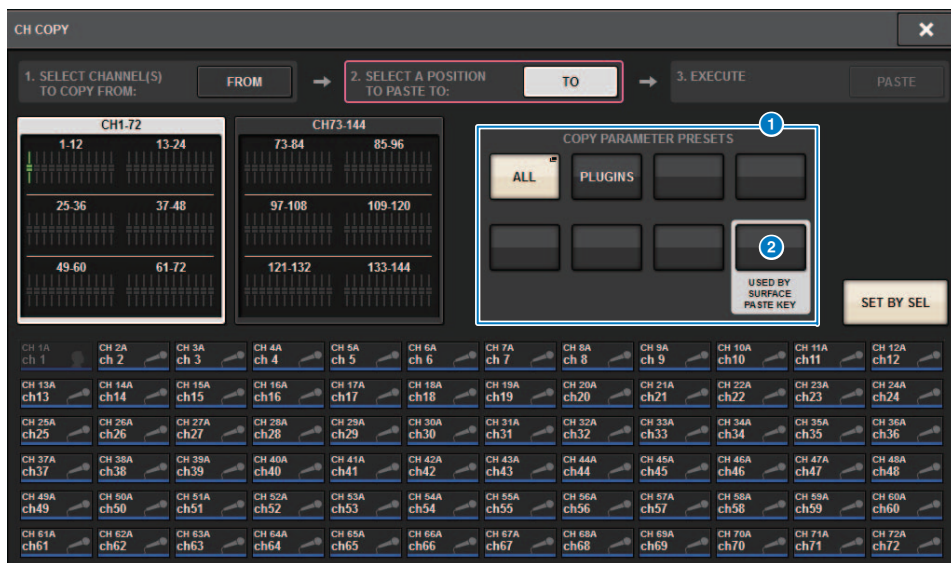 CH COPY
1. SELECT CHANNEL(S)
TO COPY FROM:
FROM
2. SELECT A POSITION
TO PASTE TO:
TO
3. EXECUTE
PASTE
CH1-72
1-12 13-24
25-36 37-48
49-60 61-72
CH73-144
73-84 85-96
97-108 109-120
121-132 133-144
1
COPY PARAMETER PRESETS
ALL PLUGINS
2
USED BY
SURFACE
PASTE KEY
SET BY SEL
CH 1A CH 2A CH 3A CH 4A CH 5A CH 6A CH 7A CH 8A CH 9A CH 10A CH 11A CH 12A
ch 1 ch 2 ch 3 ch 4 ch 5 ch 6 ch 7 ch 8 ch 9 ch10 ch11 ch12
CH 13A CH 14A CH 15A CH 16A CH 17A CH 18A CH 19A CH 20A CH 21A CH 22A CH 23A CH 24A
ch13 ch14 ch15 ch16 ch17 ch18 ch19 ch20 ch21 ch22 ch23 ch24
CH 25A CH 26A CH 27A CH 28A CH 29A CH 30A CH 31A CH 32A CH 33A CH 34A CH 35A CH 36A
ch25 ch26 ch27 ch28 ch29 ch30 ch31 ch32 ch33 ch34 ch35 ch36
CH 37A CH 38A CH 39A CH 40A CH 41A CH 42A CH 43A CH 44A CH 45A CH 46A CH 47A CH 48A
ch37 ch38 ch39 ch40 ch41 ch42 ch43 ch44 ch45 ch46 ch47 ch48
CH 49A CH 50A CH 51A CH 52A CH 53A CH 54A CH 55A CH 56A CH 57A CH 58A CH 59A CH 60A
ch49 ch50 ch51 ch52 ch53 ch54 ch55 ch56 ch57 ch58 ch59 ch60
CH 61A CH 62A CH 63A CH 64A CH 65A CH 66A CH 67A CH 68A CH 69A CH 70A CH 71A CH 72A
ch61 ch62 ch63 ch64 ch65 ch66 ch67 ch68 ch69 ch70 ch71 ch72